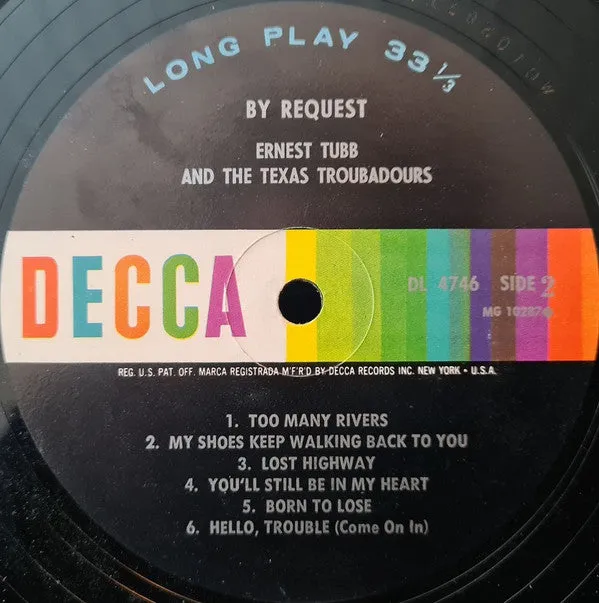 LONG PLAY 33 1/3
BY REQUEST
ERNEST TUBB
AND THE TEXAS TROUBADOURS
DECCA
DL 4746 SIDE 2
REG. U.S. PAT. OFF. MARCA REGISTRADA M'F'R'D BY DECCA RECORDS INC. NEW YORK • U.S.A.
1. TOO MANY RIVERS
2. MY SHOES KEEP WALKING BACK TO YOU
3. LOST HIGHWAY
4. YOU'LL STILL BE IN MY HEART
5. BORN TO LOSE
6. HELLO, TROUBLE (Come On In)